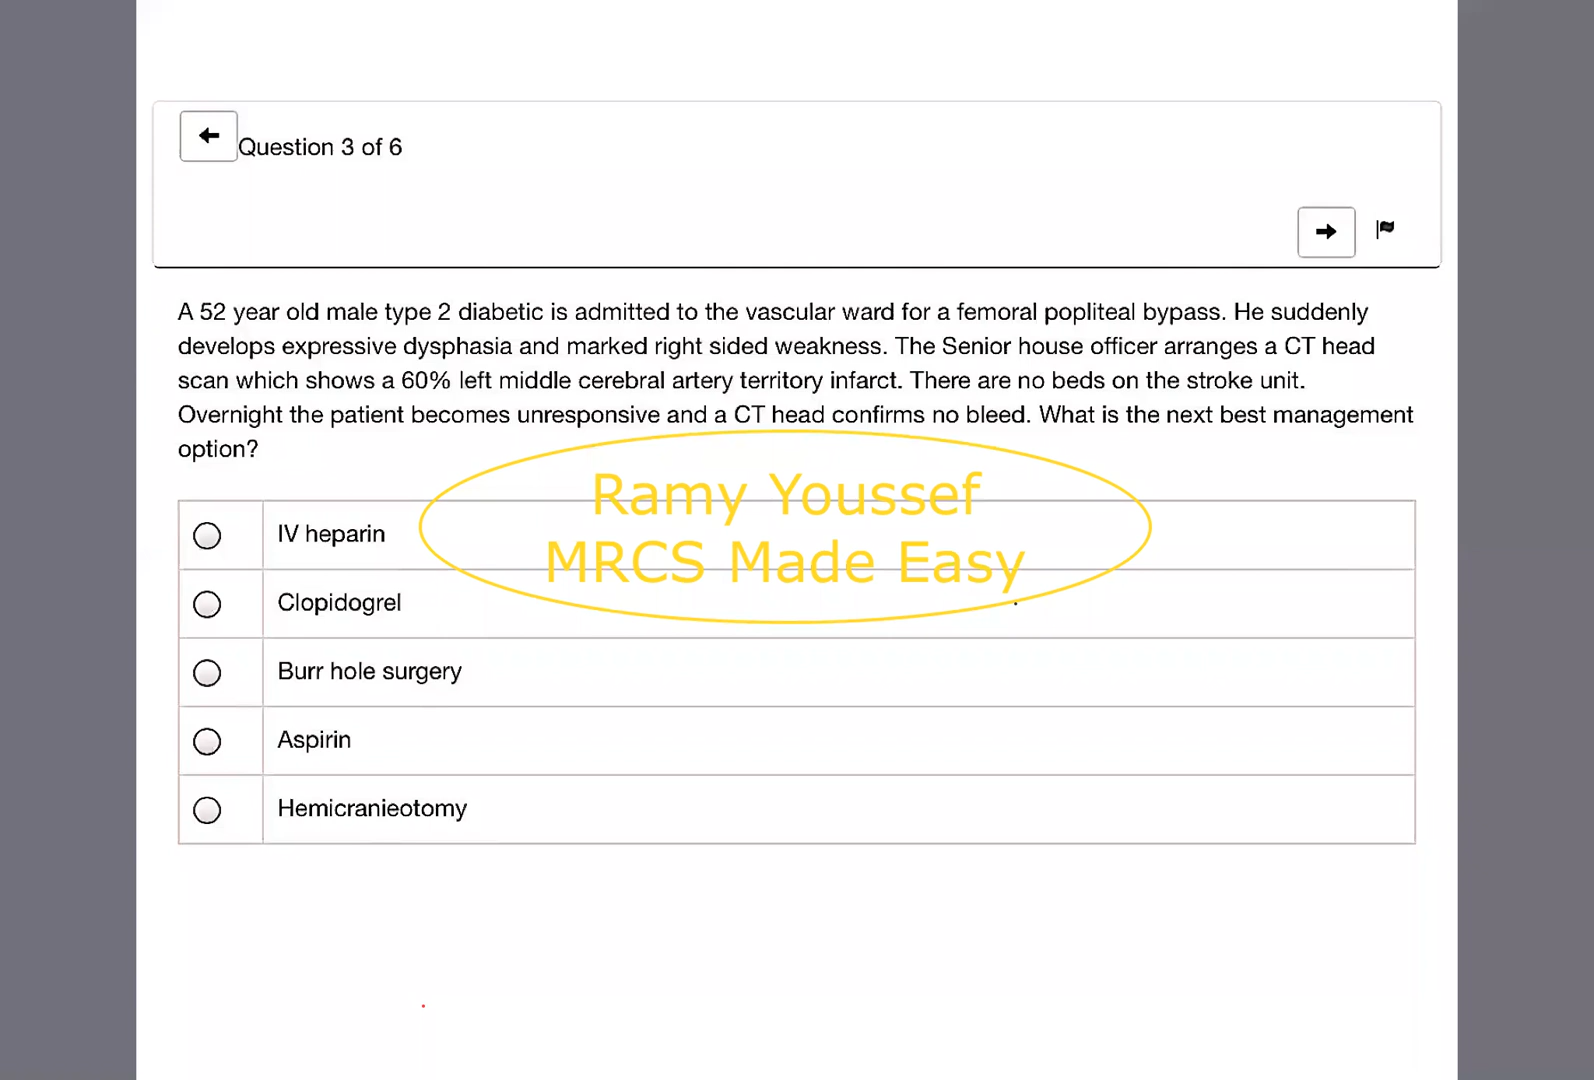 Question 3 of 6
A 52 year old male type 2 diabetic is admitted to the vascular ward for a femoral popliteal bypass. He suddenly
develops expressive dysphasia and marked right sided weakness. The Senior house officer arranges a CT head
scan which shows a 60% left middle cerebral artery territory infarct. There are no beds on the stroke unit.
Overnight the patient becomes unresponsive and a CT head confirms no bleed. What is the next best management
option?
Ramy Youssef
MRCS Made Easy
IV heparin
Clopidogrel
Burr hole surgery
Aspirin
Hemicranieotomy